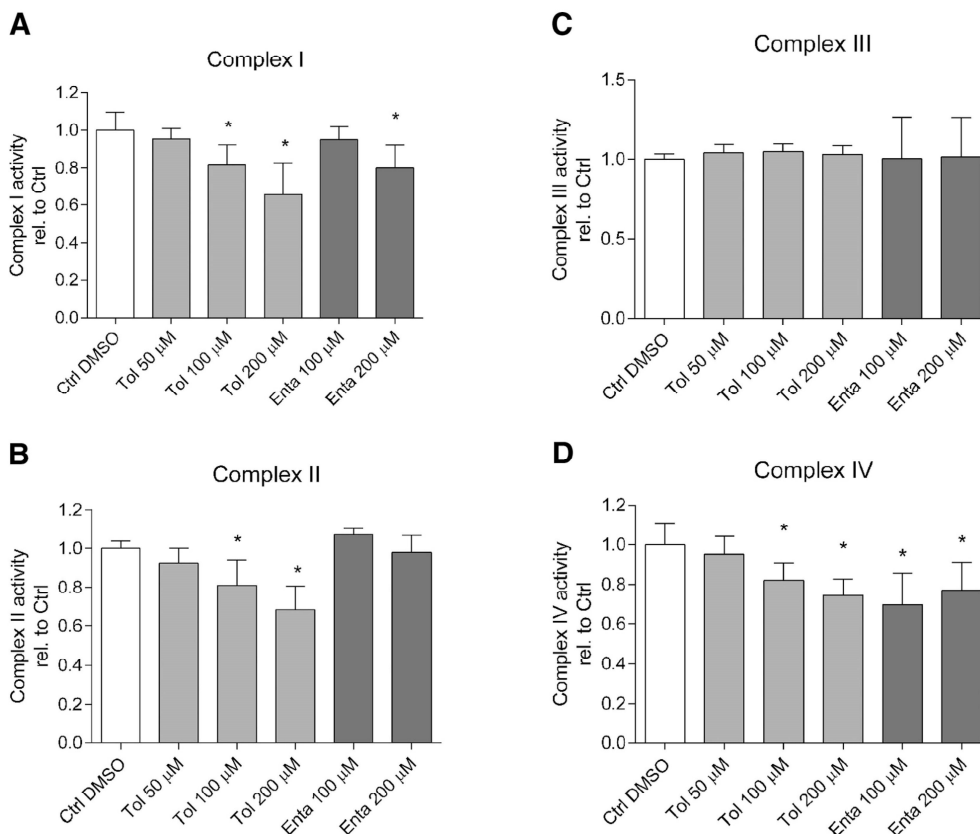 A
Complex I
Complex I activity
rel. to Ctrl
1.2
1.0
0.8
0.6
0.4
0.2
0.0
*
*
*
Ctrl DMSO
Tol 50 µM
Tol 100 µM
Tol 200 µM
Enta 100 µM
Enta 200 µM
B
Complex II
Complex II activity
rel. to Ctrl
1.2
1.0
0.8
0.6
0.4
0.2
0.0
*
*
Ctrl DMSO
Tol 50 µM
Tol 100 µM
Tol 200 µM
Enta 100 µM
Enta 200 µM
C
Complex III
Complex III activity
rel. to Ctrl
1.5
1.0
0.5
0.0
Ctrl DMSO
Tol 50 µM
Tol 100 µM
Tol 200 µM
Enta 100 µM
Enta 200 µM
D
Complex IV
Complex IV activity
rel. to Ctrl
1.2
1.0
0.8
0.6
0.4
0.2
0.0
*
*
*
*
Ctrl DMSO
Tol 50 µM
Tol 100 µM
Tol 200 µM
Enta 100 µM
Enta 200 µM